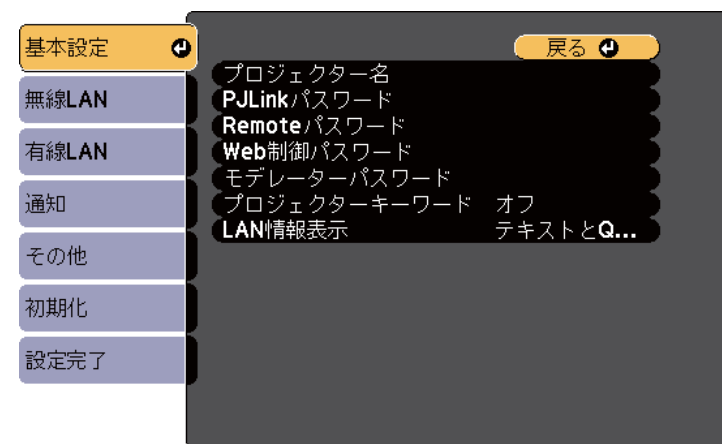 基本設定
無線LAN
有線LAN
通知
その他
初期化
設定完了
戻る
プロジェクター名
PJLinkパスワード
Remoteパスワード
Web制御パスワード
モデレーターパスワード
プロジェクターキーワード オフ
LAN情報表示 テキストとQ...